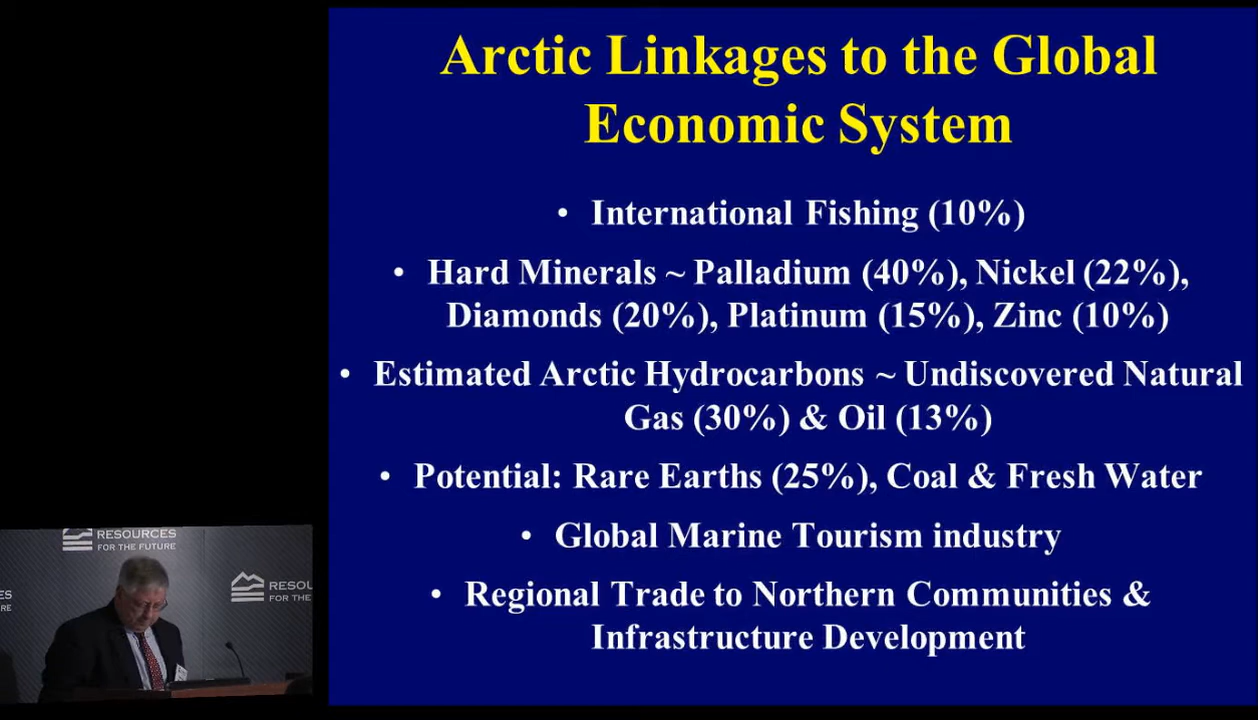 Arctic Linkages to the Global
Economic System
• International Fishing (10%)
• Hard Minerals ~ Palladium (40%), Nickel (22%),
Diamonds (20%), Platinum (15%), Zinc (10%)
• Estimated Arctic Hydrocarbons ~ Undiscovered Natural
Gas (30%) & Oil (13%)
• Potential: Rare Earths (25%), Coal & Fresh Water
• Global Marine Tourism industry
• Regional Trade to Northern Communities &
Infrastructure Development
RESOURCES
FOR THE FUTURE
RESOU
FOR THE
ES
RE